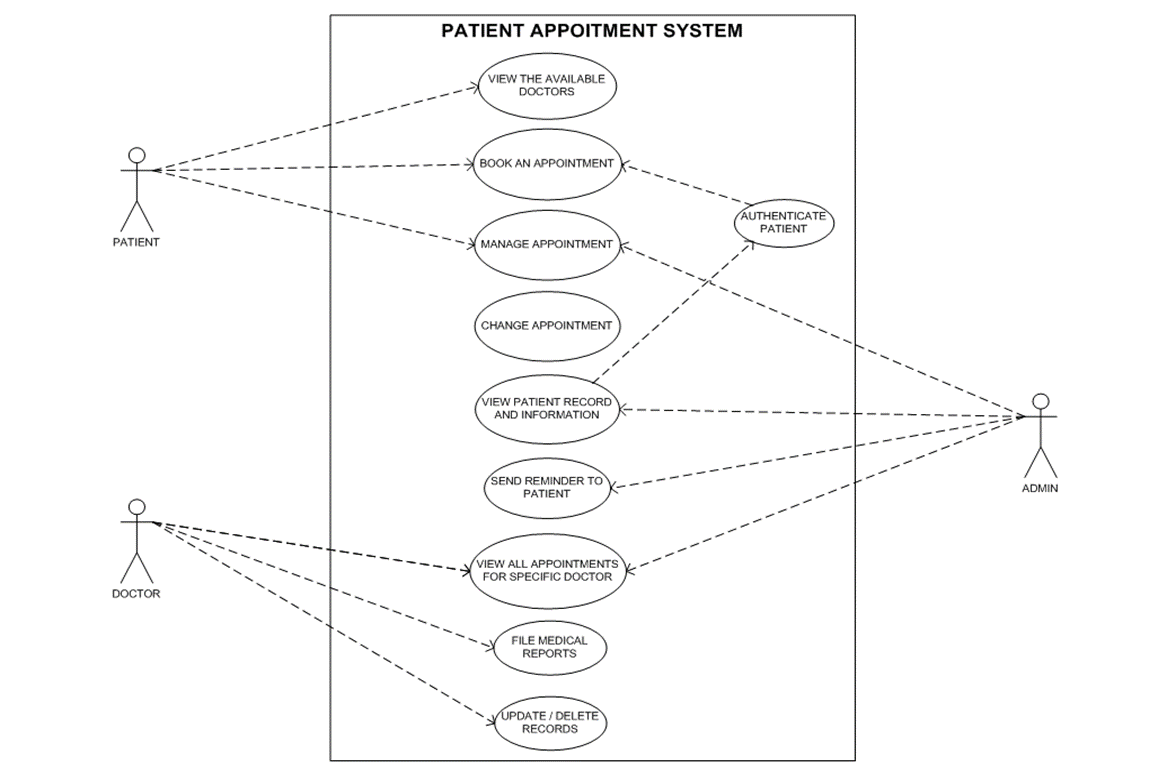 PATIENT APPOITMENT SYSTEM
VIEW THE AVAILABLE
DOCTORS
BOOK AN APPOINTMENT
AUTHENTICATE
PATIENT
PATIENT
MANAGE APPOINTMENT
CHANGE APPOINTMENT
VIEW PATIENT RECORD
AND INFORMATION
SEND REMINDER TO
PATIENT
ADMIN
VIEW ALL APPOINTMENTS
FOR SPECIFIC DOCTOR
DOCTOR
FILE MEDICAL
REPORTS
UPDATE / DELETE
RECORDS